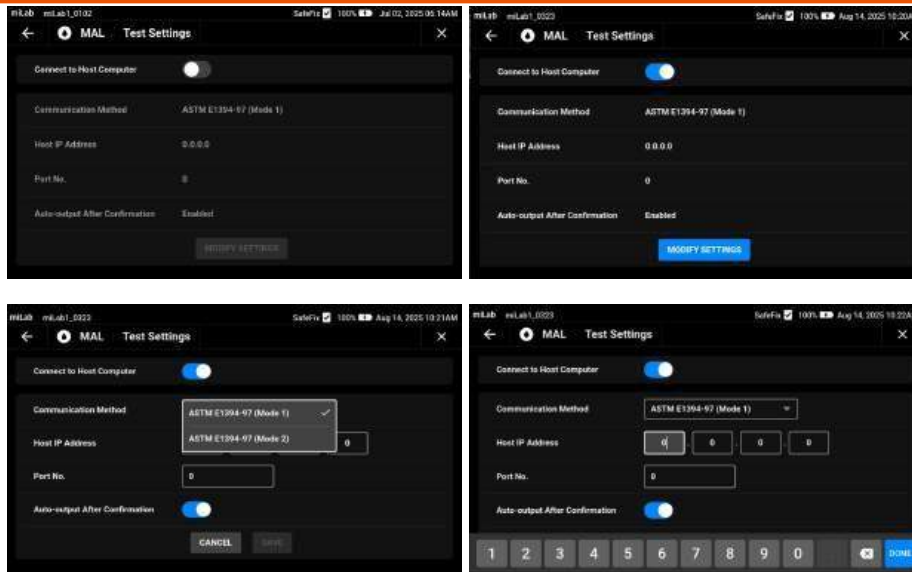 miLab miLab1_0102 SafeFix 100% Jul 02, 2025 06:14AM
← MAL Test Settings ×
Connect to Host Computer
Communication Method ASTM E1394-97 (Mode 1)
Host IP Address 0.0.0.0
Port No. 0
Auto-output After Confirmation Enabled
MODIFY SETTINGS
miLab miLab1_0323 SafeFix 100% Aug 14, 2025 10:20A
← MAL Test Settings ×
Connect to Host Computer
Communication Method ASTM E1394-97 (Mode 1)
Host IP Address 0.0.0.0
Port No. 0
Auto-output After Confirmation Enabled
MODIFY SETTINGS
miLab miLab1_0323 SafeFix 100% Aug 14, 2025 10:21AM
← MAL Test Settings ×
Connect to Host Computer
Communication Method ASTM E1394-97 (Mode 1)
ASTM E1394-97 (Mode 2)
Host IP Address 0
Port No. 0
Auto-output After Confirmation
CANCEL SAVE
miLab miLab1_0323 SafeFix 100% Aug 14, 2025 10:22A
← MAL Test Settings ×
Connect to Host Computer
Communication Method ASTM E1394-97 (Mode 1)
Host IP Address 0 . 0 . 0 . 0
Port No. 0
Auto-output After Confirmation
1 2 3 4 5 6 7 8 9 0 DONE